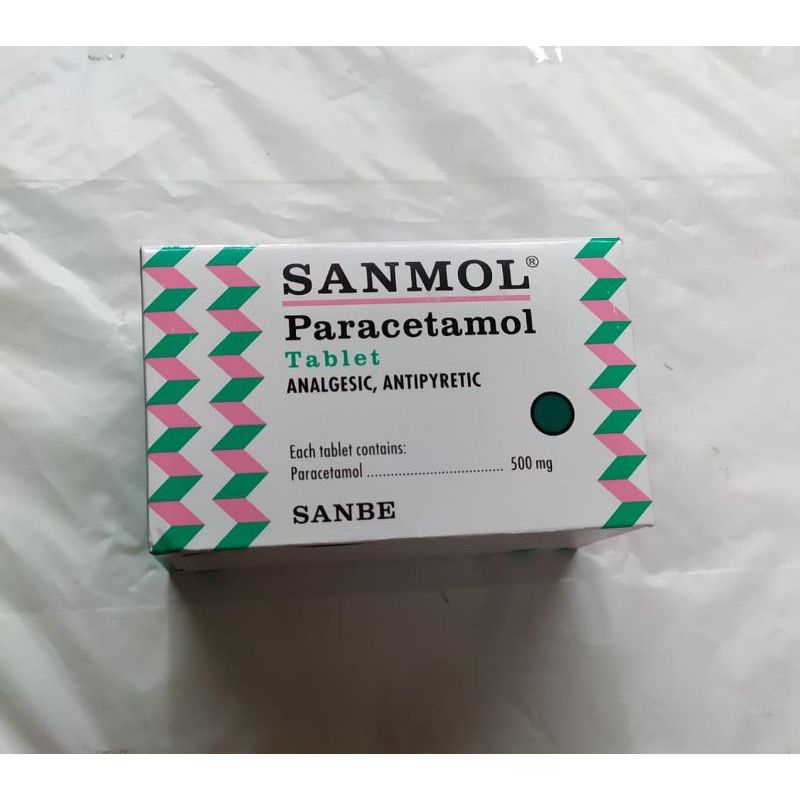 SANMOL®
Paracetamol
Tablet
ANALGESIC, ANTIPYRETIC
Each tablet contains:
Paracetamol .................................. 500 mg
SANBE